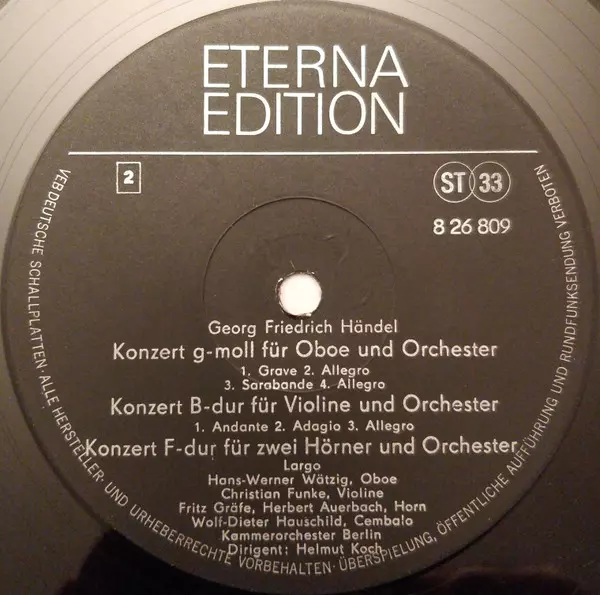 ETERNA
EDITION
2
ST 33
8 26 809
Georg Friedrich Händel
Konzert g-moll für Oboe und Orchester
1. Grave 2. Allegro
3. Sarabande 4. Allegro
Konzert B-dur für Violine und Orchester
1. Andante 2. Adagio 3. Allegro
Konzert F-dur für zwei Hörner und Orchester
Largo
Hans-Werner Wätzig, Oboe
Christian Funke, Violine
Fritz Gräfe, Herbert Auerbach, Horn
Wolf-Dieter Hauschild, Cembalo
Kammerorchester Berlin
Dirigent: Helmut Koch
VEB DEUTSCHE SCHALLPLATTEN · ALLE HERSTELLER- UND URHEBERRECHTE VORBEHALTEN · ÜBERSPIELUNG, ÖFFENTLICHE AUFFÜHRUNG UND RUNDFUNKSENDUNG VERBOTEN